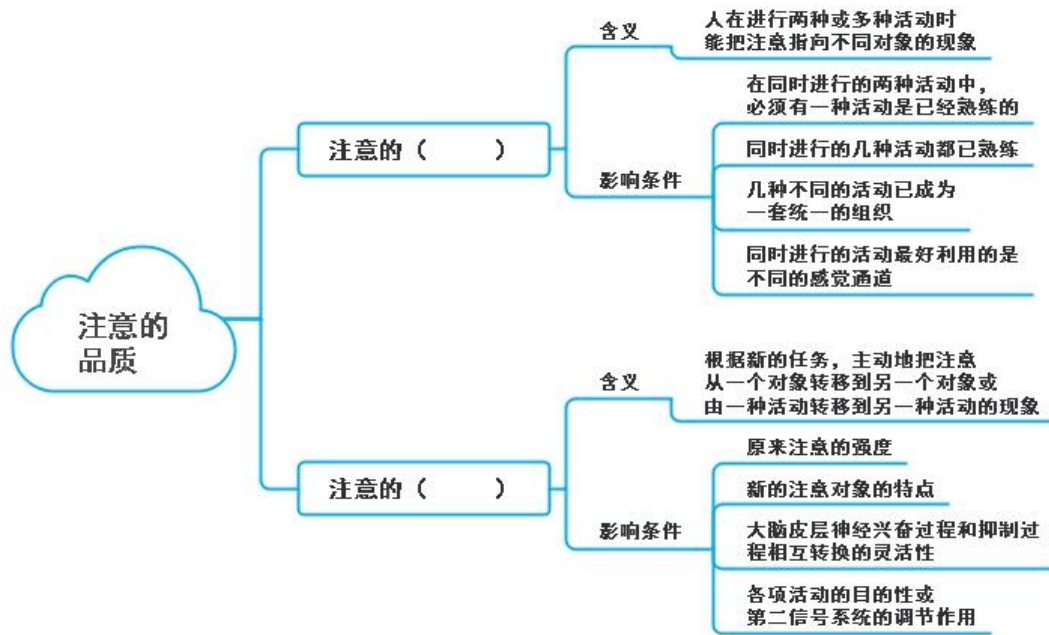 人在进行两种或多种活动时
能把注意指向不同对象的现象
含义
在同时进行的两种活动中，
必须有一种活动是已经熟练的
注意的（　　）
同时进行的几种活动都已熟练
影响条件
几种不同的活动已成为
一套统一的组织
同时进行的活动最好利用的是
不同的感觉通道
注意的
品质
根据新的任务，主动地把注意
从一个对象转移到另一个对象或
由一种活动转移到另一种活动的现象
含义
原来注意的强度
注意的（　　）
新的注意对象的特点
影响条件
大脑皮层神经兴奋过程和抑制过
程相互转换的灵活性
各项活动的目的性或
第二信号系统的调节作用